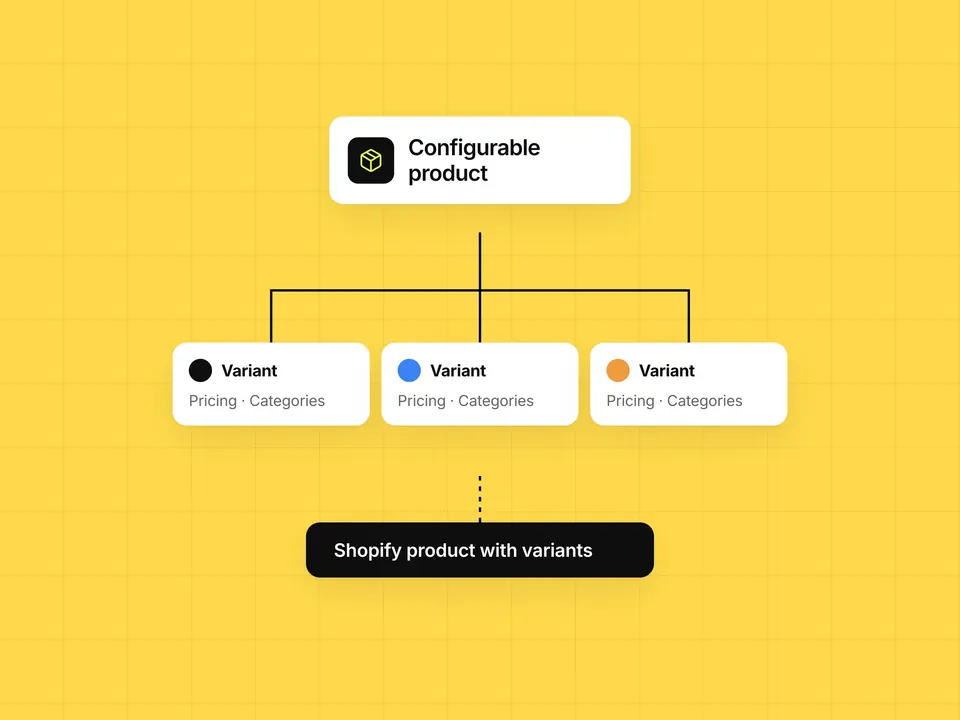 Configurable
product
Variant
Pricing · Categories
Variant
Pricing · Categories
Variant
Pricing · Categories
Shopify product with variants